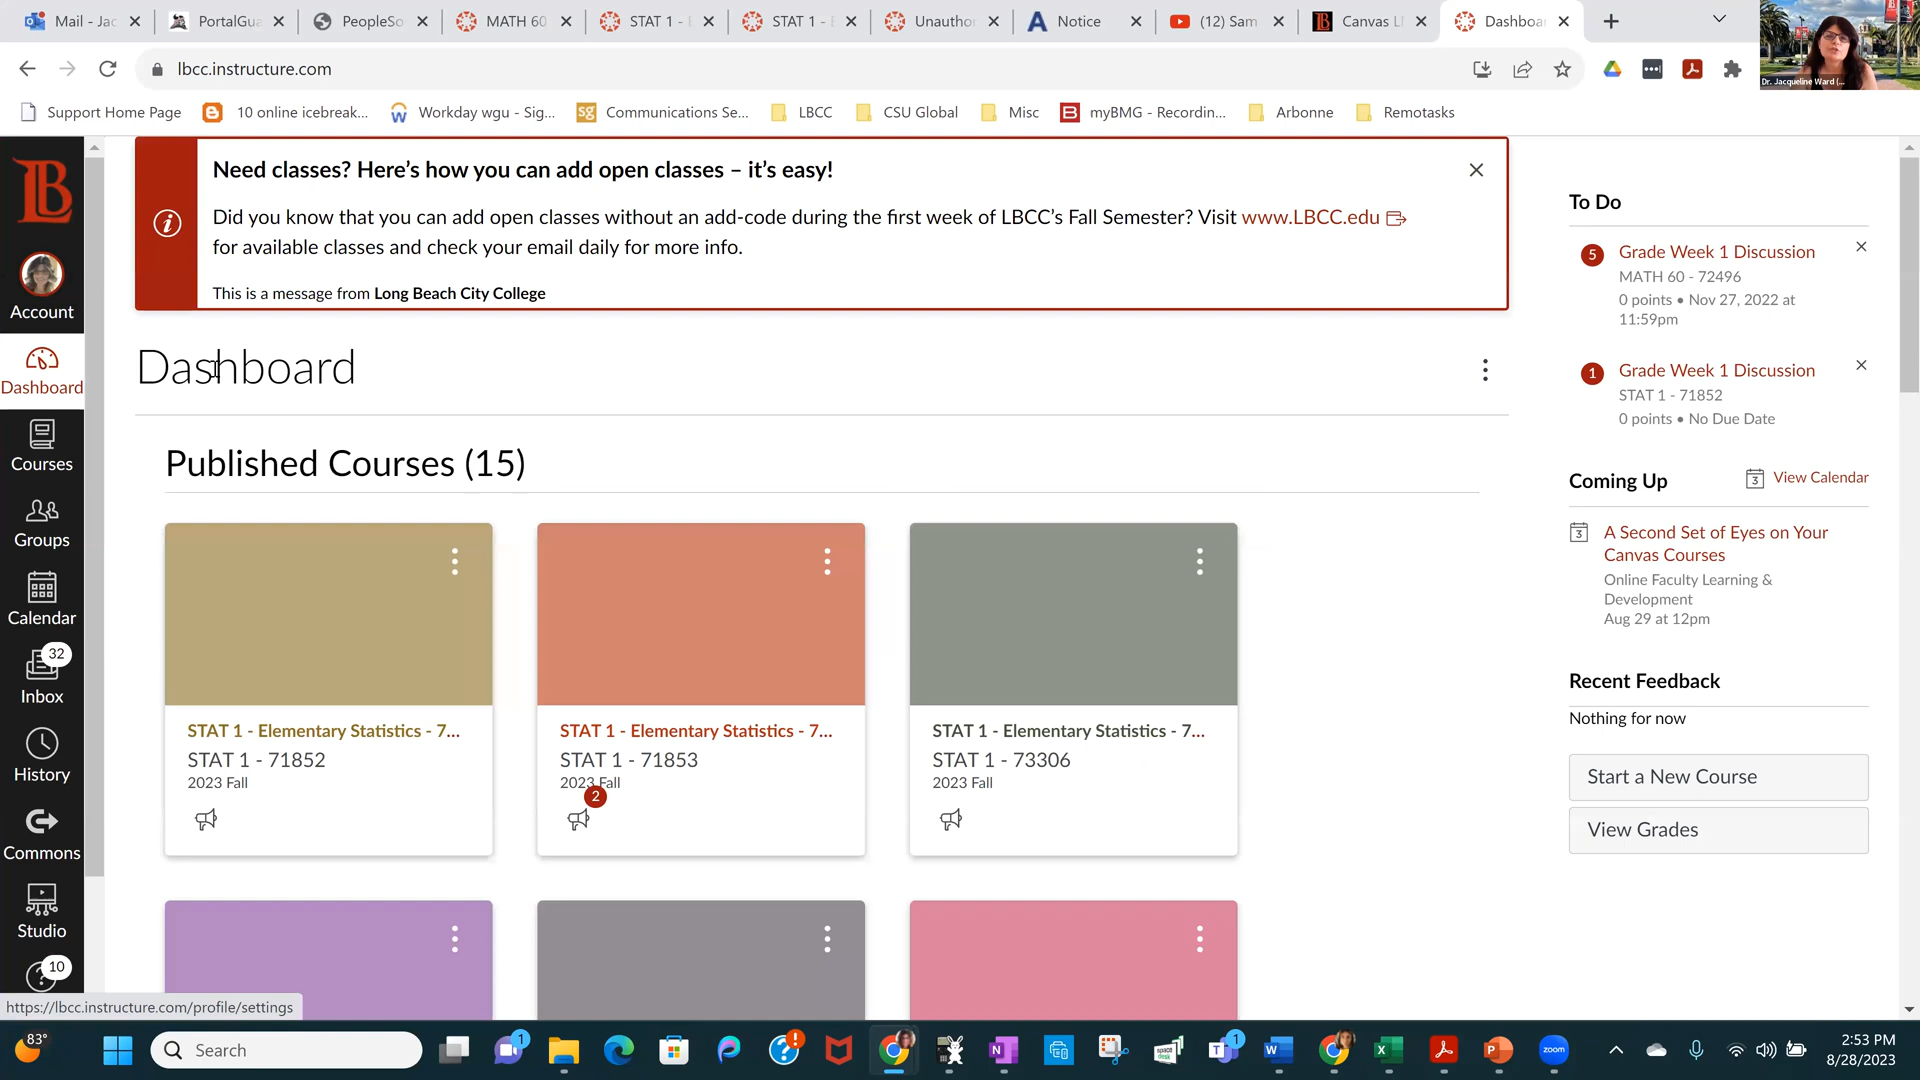 Mail - Jac
PortalGua
PeopleSo
MATH 60
STAT 1 - E
STAT 1 - E
Unautho
Notice
(12) Sam
Canvas L
Dashboa
lbcc.instructure.com
Dr. Jacqueline Ward (...
Support Home Page
10 online icebreak...
Workday wgu - Sig...
Communications Se...
LBCC
CSU Global
Misc
myBMG - Recordin...
Arbonne
Remotasks
Account
Dashboard
Courses
Groups
Calendar
32
Inbox
History
Commons
Studio
10
Need classes? Here's how you can add open classes – it's easy!
Did you know that you can add open classes without an add-code during the first week of LBCC's Fall Semester? Visit www.LBCC.edu
for available classes and check your email daily for more info.
This is a message from Long Beach City College
Dashboard
Published Courses (15)
STAT 1 - Elementary Statistics - 7...
STAT 1 - 71852
2023 Fall
STAT 1 - Elementary Statistics - 7...
STAT 1 - 71853
2023 Fall
2
STAT 1 - Elementary Statistics - 7...
STAT 1 - 73306
2023 Fall
To Do
5
Grade Week 1 Discussion
MATH 60 - 72496
0 points • Nov 27, 2022 at
11:59pm
1
Grade Week 1 Discussion
STAT 1 - 71852
0 points • No Due Date
Coming Up
3
View Calendar
3
A Second Set of Eyes on Your
Canvas Courses
Online Faculty Learning &
Development
Aug 29 at 12pm
Recent Feedback
Nothing for now
Start a New Course
View Grades
https://lbcc.instructure.com/profile/settings
83°
Search
1
space
desk
1
zoom
2:53 PM
8/28/2023